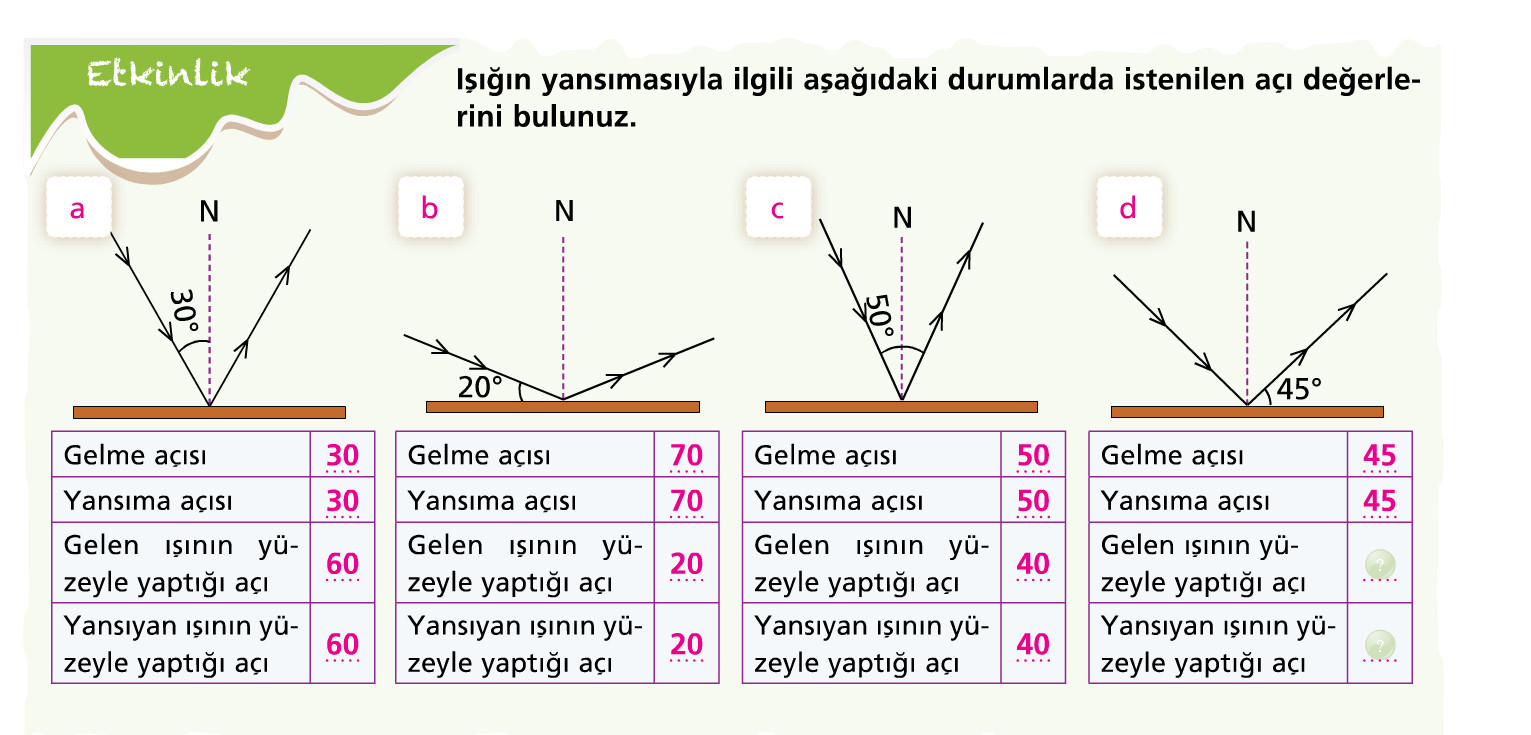 Etkinlik
Işığın yansımasıyla ilgili aşağıdaki durumlarda istenilen açı değerle-
rini bulunuz.
a
N
30°
b
N
20°
c
N
50°
d
N
45°
Gelme açısı 30
Yansıma açısı 30
Gelen ışının yü-
zeyle yaptığı açı 60
Yansıyan ışının yü-
zeyle yaptığı açı 60
Gelme açısı 70
Yansıma açısı 70
Gelen ışının yü-
zeyle yaptığı açı 20
Yansıyan ışının yü-
zeyle yaptığı açı 20
Gelme açısı 50
Yansıma açısı 50
Gelen ışının yü-
zeyle yaptığı açı 40
Yansıyan ışının yü-
zeyle yaptığı açı 40
Gelme açısı 45
Yansıma açısı 45
Gelen ışının yü-
zeyle yaptığı açı ?
Yansıyan ışının yü-
zeyle yaptığı açı ?